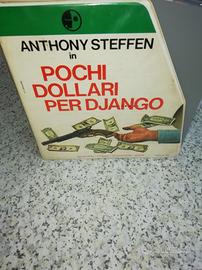 ANTHONY STEFFEN
in
POCHI
DOLLARI
PER DJANGO